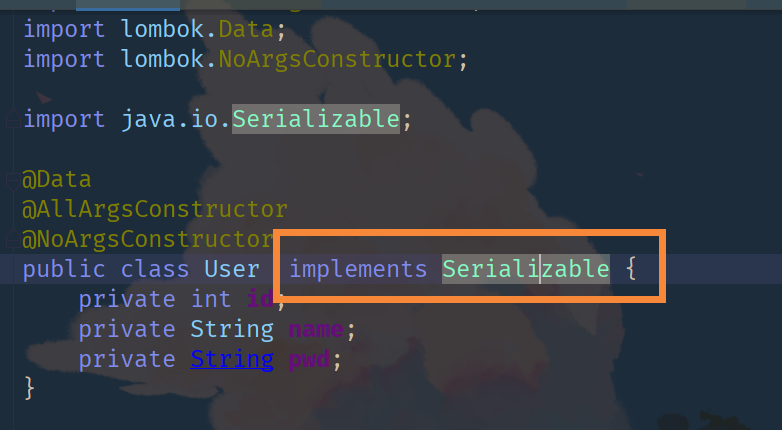 import lombok.Data;
import lombok.NoArgsConstructor;
import java.io.Serializable;
@Data
@AllArgsConstructor
@NoArgsConstructor
public class User implements Serializable {
private int id;
private String name;
private String pwd;
}